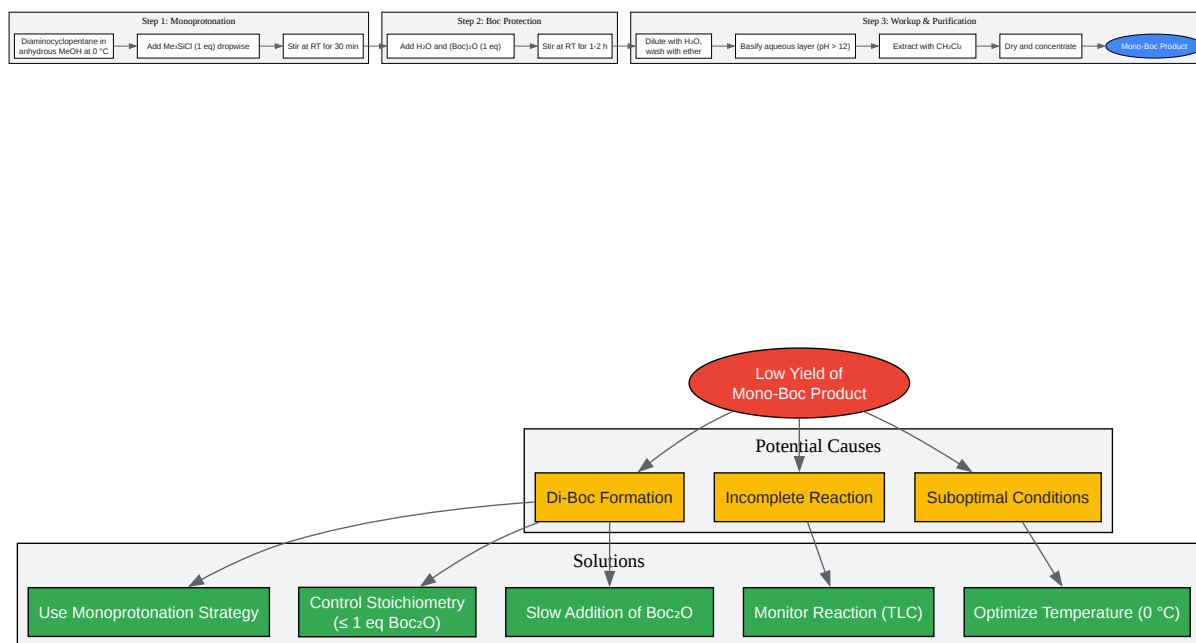 Step 1: Monoprotonation
Diaminocyclopentane in
anhydrous MeOH at 0 °C
Add Me₃SiCl (1 eq) dropwise
Stir at RT for 30 min
Step 2: Boc Protection
Add H₂O and (Boc)₂O (1 eq)
Stir at RT for 1-2 h
Step 3: Workup & Purification
Dilute with H₂O,
wash with ether
Basify aqueous layer (pH > 12)
Extract with CH₂Cl₂
Dry and concentrate
Mono-Boc Product
Low Yield of
Mono-Boc Product
Potential Causes
Di-Boc Formation
Incomplete Reaction
Suboptimal Conditions
Solutions
Use Monoprotonation Strategy
Control Stoichiometry
(≤ 1 eq Boc₂O)
Slow Addition of Boc₂O
Monitor Reaction (TLC)
Optimize Temperature (0 °C)